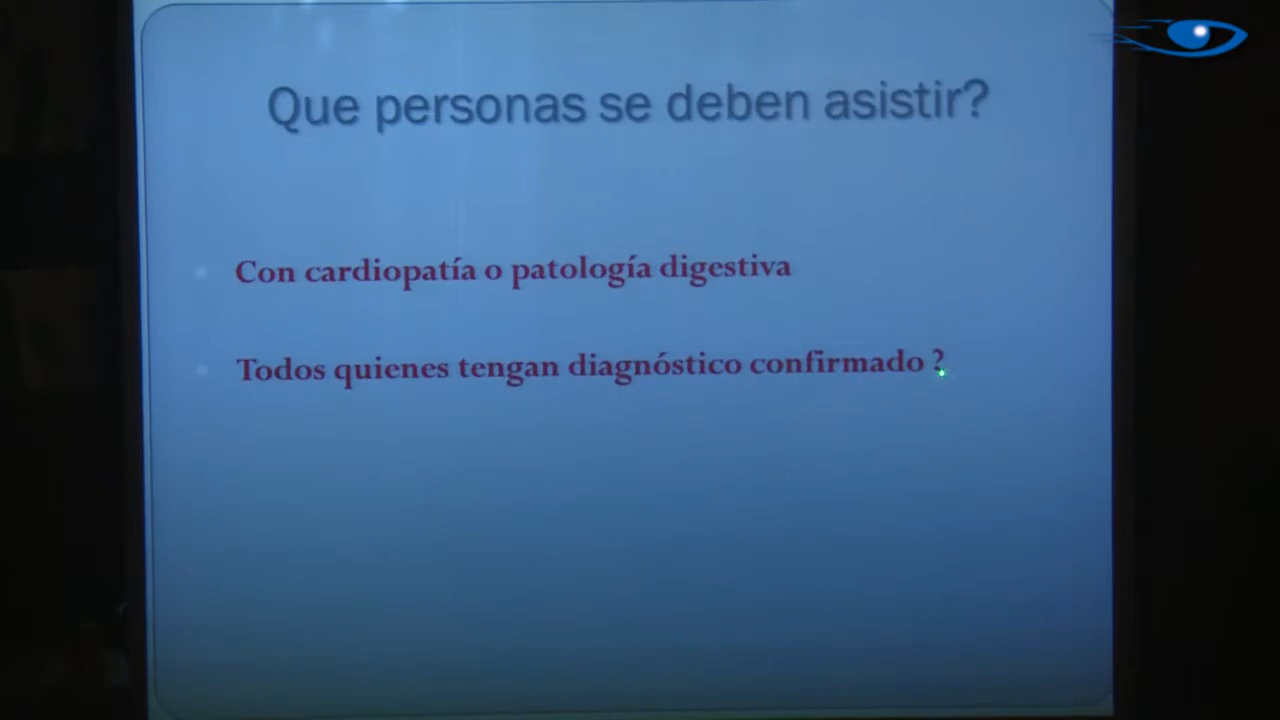 Que personas se deben asistir?
Con cardiopatía o patología digestiva
Todos quienes tengan diagnóstico confirmado ?